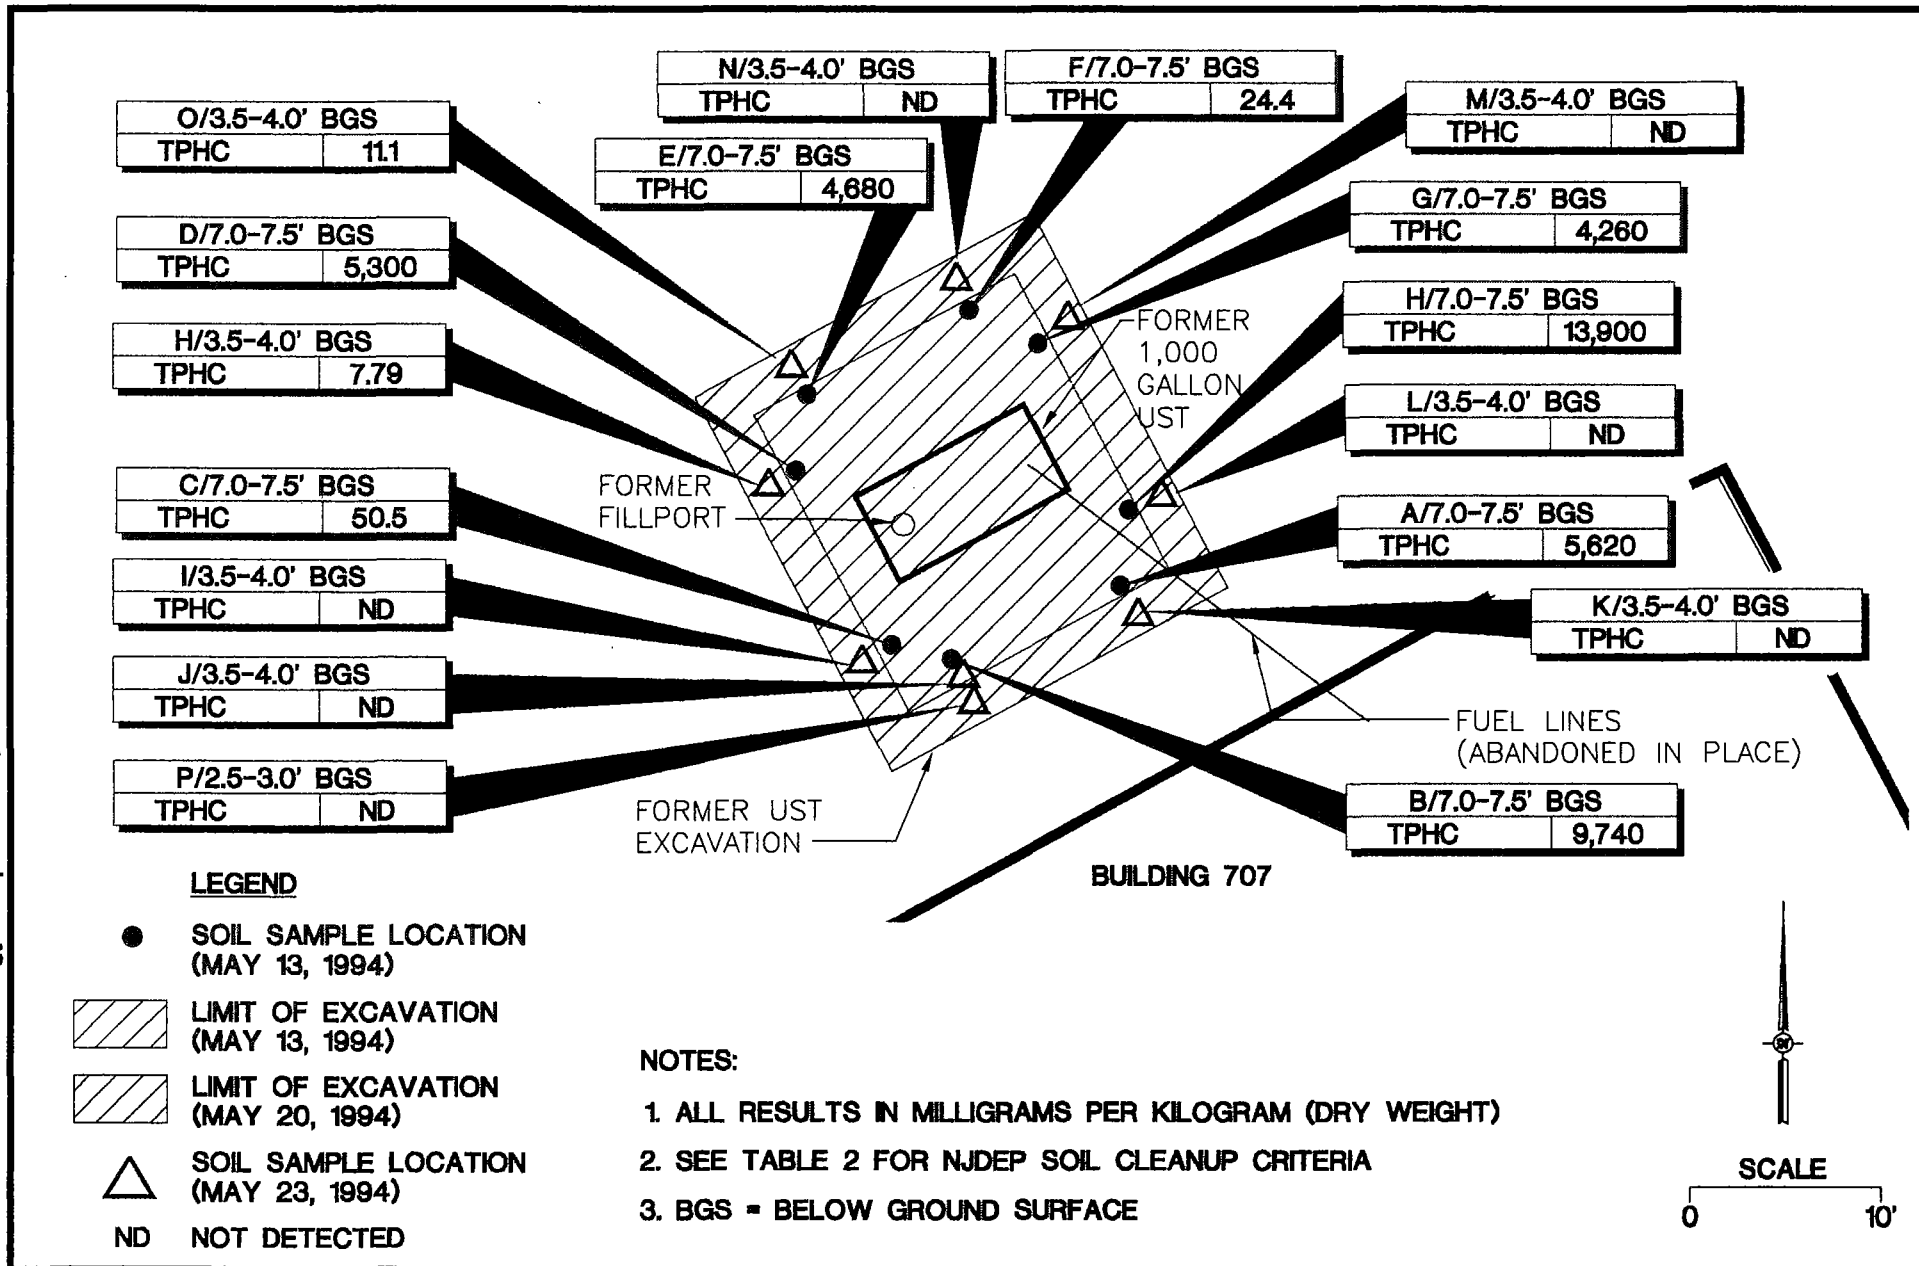 N/3.5-4.0' BGS
TPHC ND
F/7.0-7.5' BGS
TPHC 24.4
M/3.5-4.0' BGS
TPHC ND
O/3.5-4.0' BGS
TPHC 11.1
E/7.0-7.5' BGS
TPHC 4,680
G/7.0-7.5' BGS
TPHC 4,260
D/7.0-7.5' BGS
TPHC 5,300
H/7.0-7.5' BGS
TPHC 13,900
H/3.5-4.0' BGS
TPHC 7.79
FORMER
1,000
GALLON
UST
L/3.5-4.0' BGS
TPHC ND
C/7.0-7.5' BGS
TPHC 50.5
FORMER
FILLPORT
A/7.0-7.5' BGS
TPHC 5,620
I/3.5-4.0' BGS
TPHC ND
K/3.5-4.0' BGS
TPHC ND
J/3.5-4.0' BGS
TPHC ND
FUEL LINES
(ABANDONED IN PLACE)
P/2.5-3.0' BGS
TPHC ND
FORMER UST
EXCAVATION
B/7.0-7.5' BGS
TPHC 9,740
BUILDING 707
LEGEND
SOIL SAMPLE LOCATION
(MAY 13, 1994)
LIMIT OF EXCAVATION
(MAY 13, 1994)
LIMIT OF EXCAVATION
(MAY 20, 1994)
SOIL SAMPLE LOCATION
(MAY 23, 1994)
ND NOT DETECTED
NOTES:
1. ALL RESULTS IN MILLIGRAMS PER KILOGRAM (DRY WEIGHT)
2. SEE TABLE 2 FOR NJDEP SOIL CLEANUP CRITERIA
3. BGS = BELOW GROUND SURFACE
SCALE
0 10'